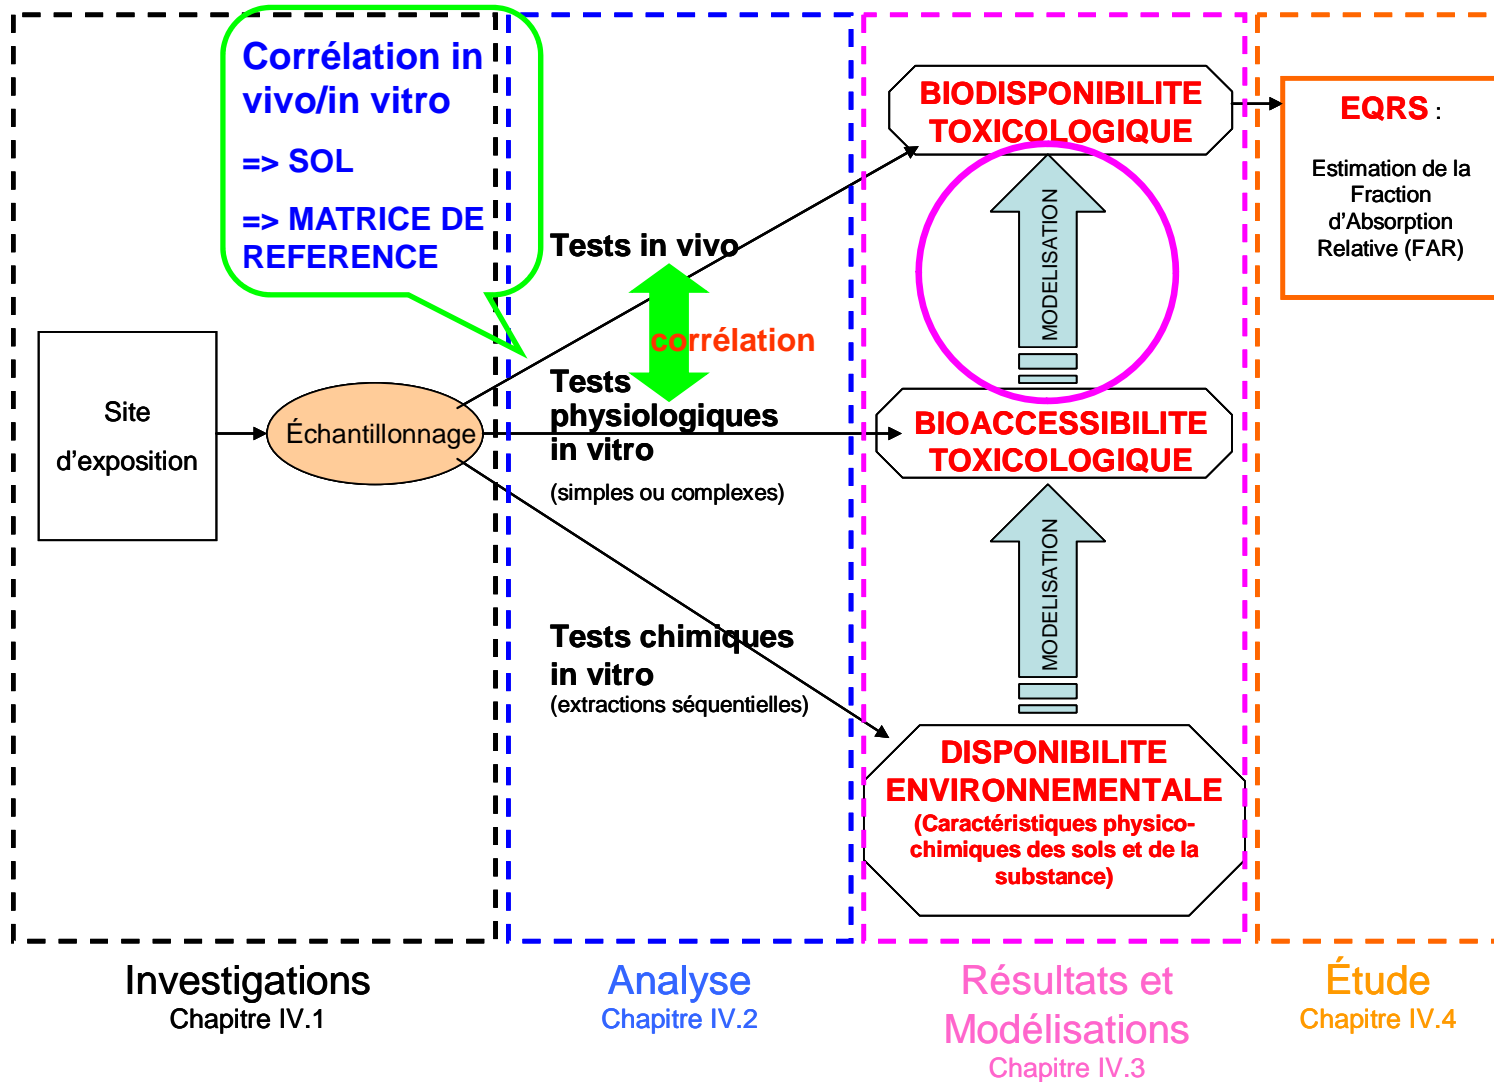 Corrélation in
vivo/in vitro
=> SOL
=> MATRICE DE
REFERENCE
Site
d'exposition
Échantillonnage
Tests in vivo
corrélation
Tests
physiologiques
in vitro
(simples ou complexes)
Tests chimiques
in vitro
(extractions séquentielles)
BIODISPONIBILITE
TOXICOLOGIQUE
MODELISATION
BIOACCESSIBILITE
TOXICOLOGIQUE
MODELISATION
DISPONIBILITE
ENVIRONNEMENTALE
(Caractéristiques physico-
chimiques des sols et de la
substance)
EQRS :
Estimation de la
Fraction
d'Absorption
Relative (FAR)
Investigations
Chapitre IV.1
Analyse
Chapitre IV.2
Résultats et
Modélisations
Chapitre IV.3
Étude
Chapitre IV.4